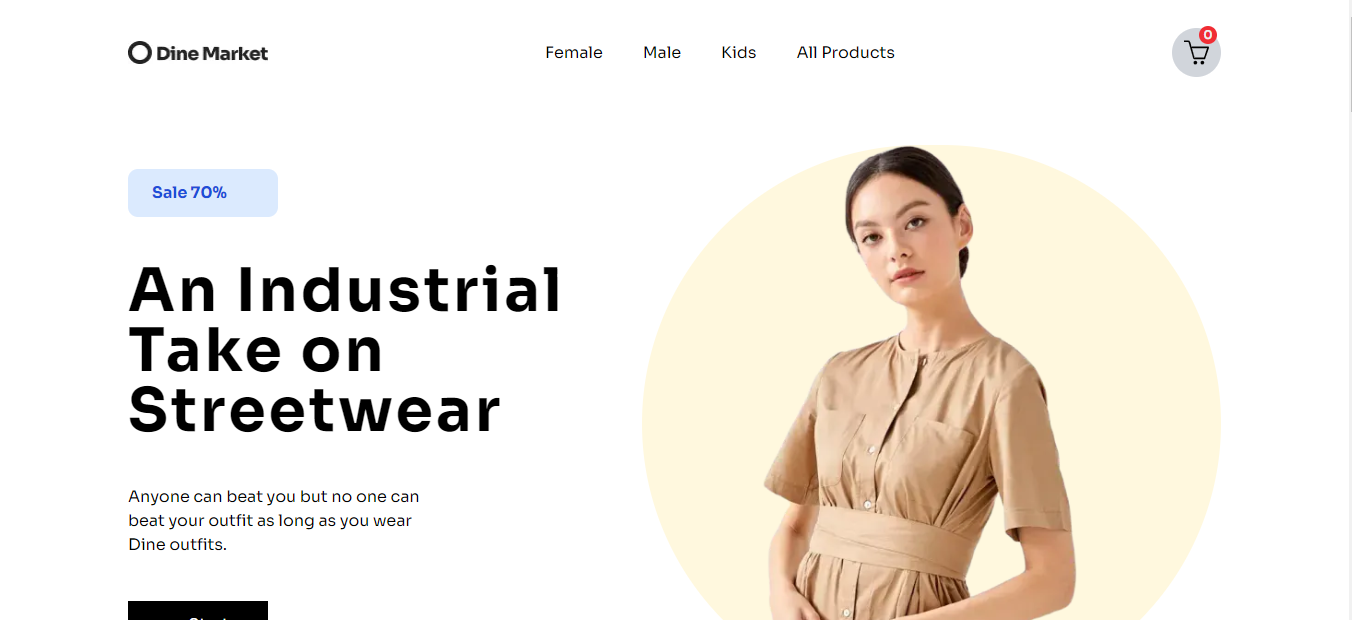 Dine Market
Female
Male
Kids
All Products
0
Sale 70%
An Industrial
Take on
Streetwear
Anyone can beat you but no one can
beat your outfit as long as you wear
Dine outfits.